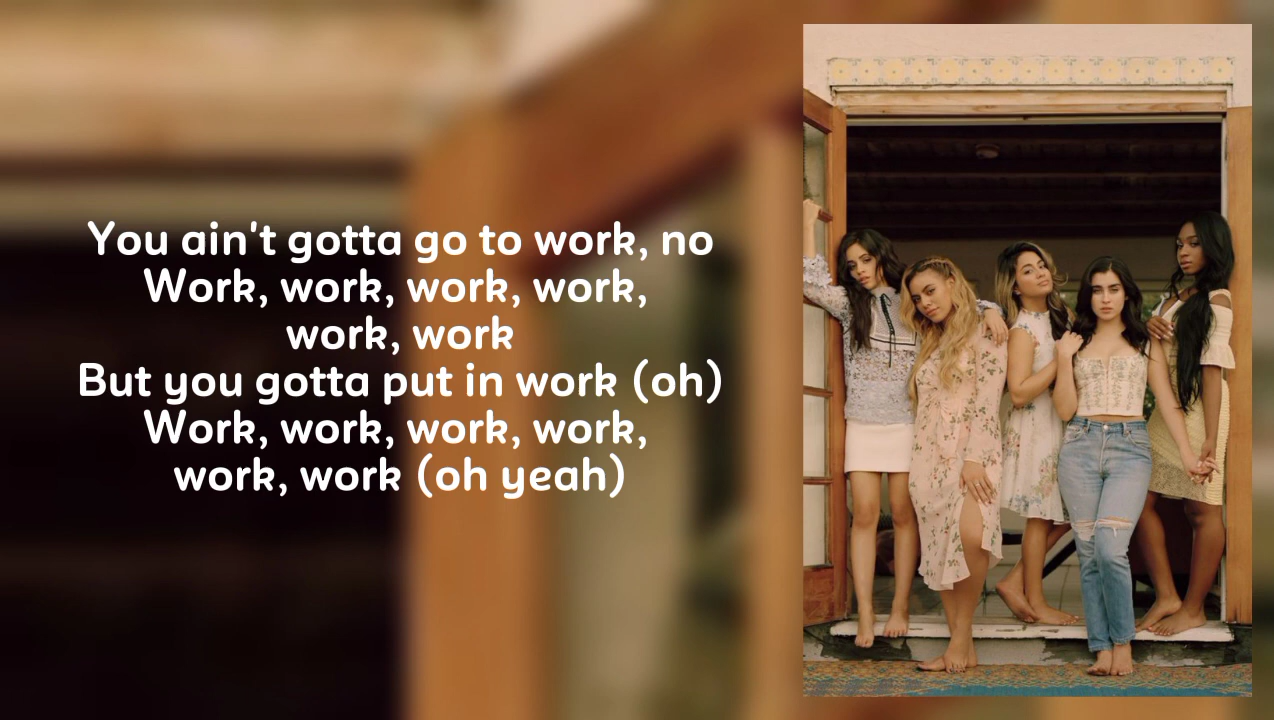 You ain't gotta go to work, no
Work, work, work, work,
work, work
But you gotta put in work (oh)
Work, work, work, work,
work, work (oh yeah)